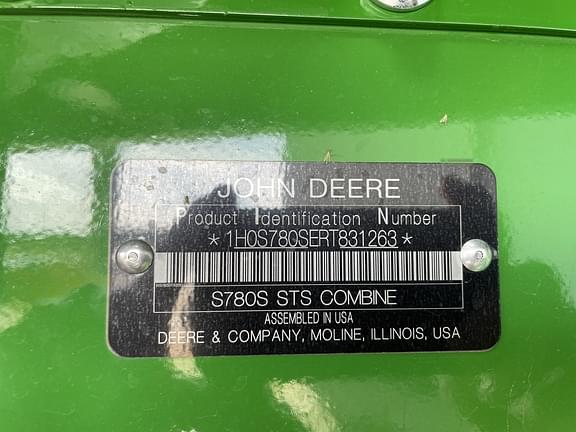 JOHN DEERE
Product Identification Number
*1H0S780SERT831263*
S780S STS COMBINE
ASSEMBLED IN USA
DEERE & COMPANY, MOLINE, ILLINOIS, USA